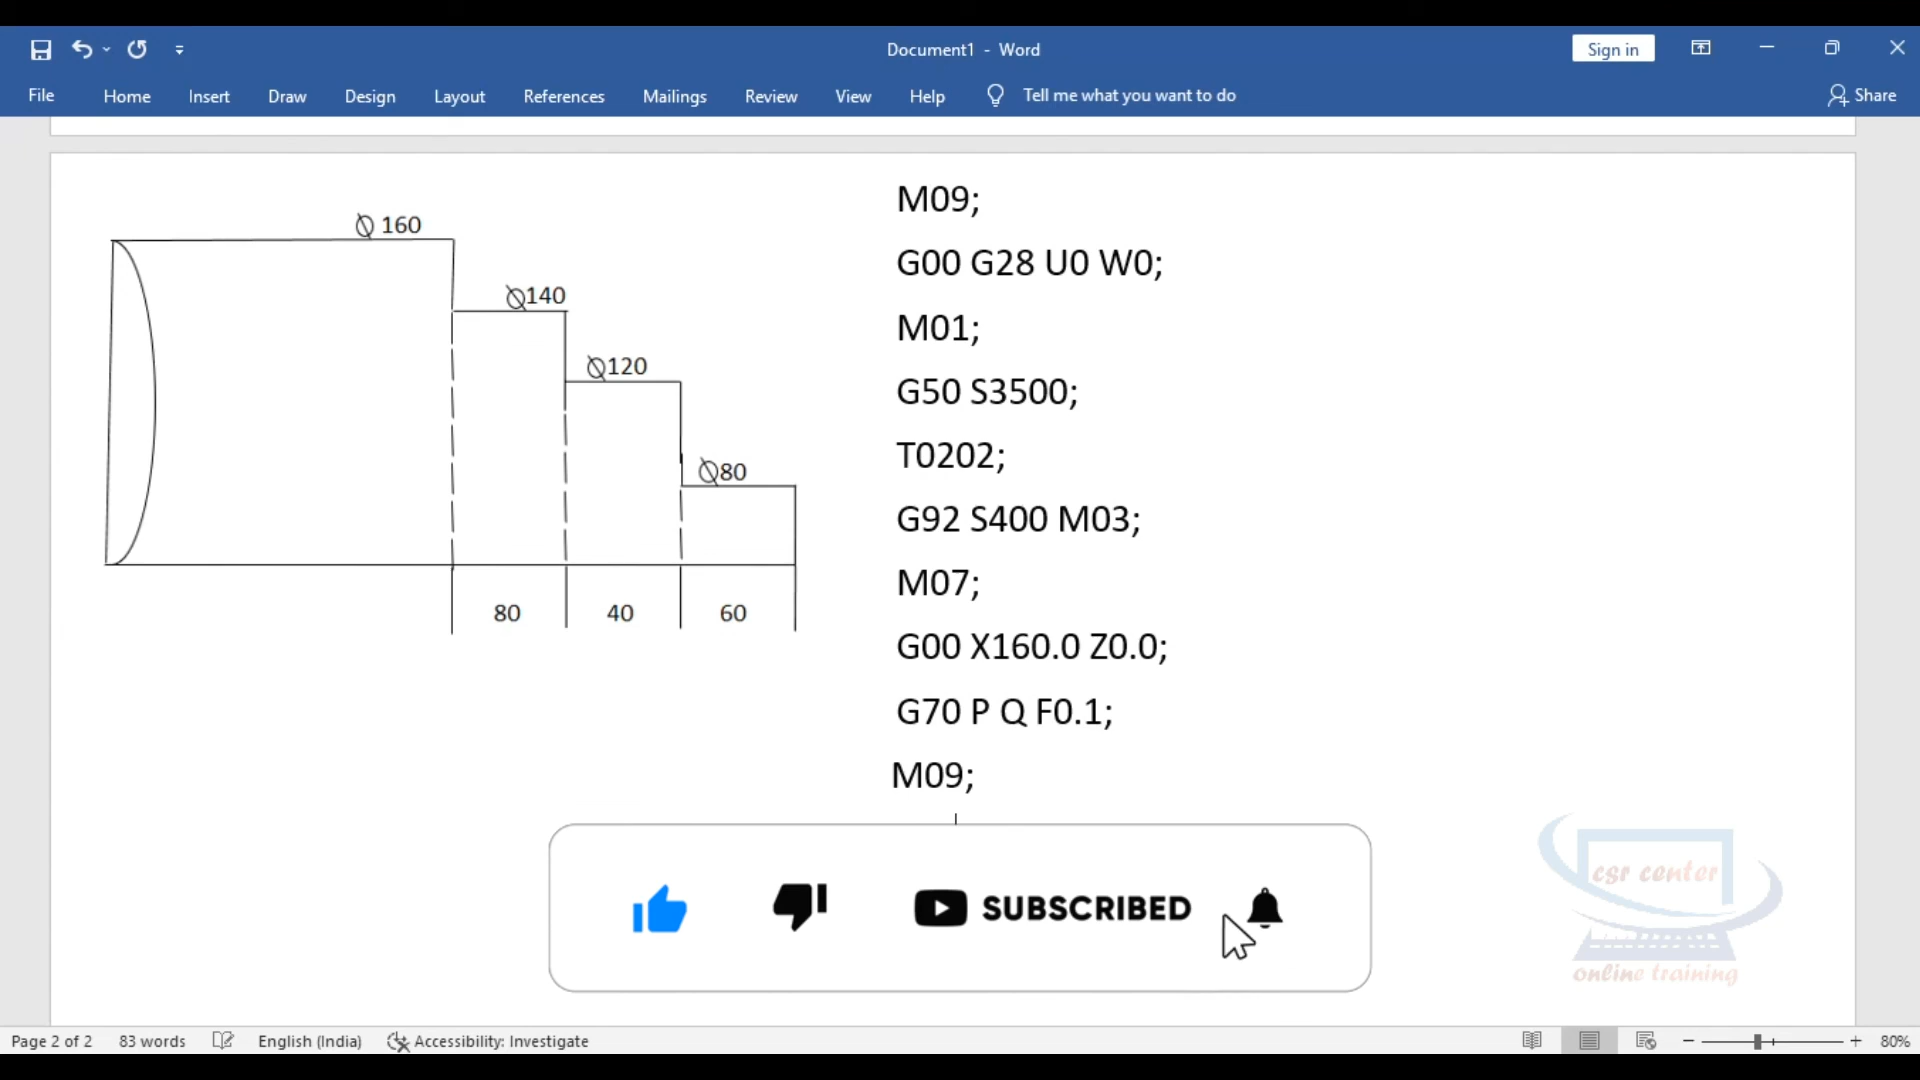 Document1 - Word
Sign in
File Home Insert Draw Design Layout References Mailings Review View Help Tell me what you want to do Share
Ø 160
Ø140
Ø120
Ø80
80 40 60
M09;
G00 G28 U0 W0;
M01;
G50 S3500;
T0202;
G92 S400 M03;
M07;
G00 X160.0 Z0.0;
G70 P Q F0.1;
M09;
SUBSCRIBED
csr center
online training
Page 2 of 2 83 words English (India) Accessibility: Investigate 80%